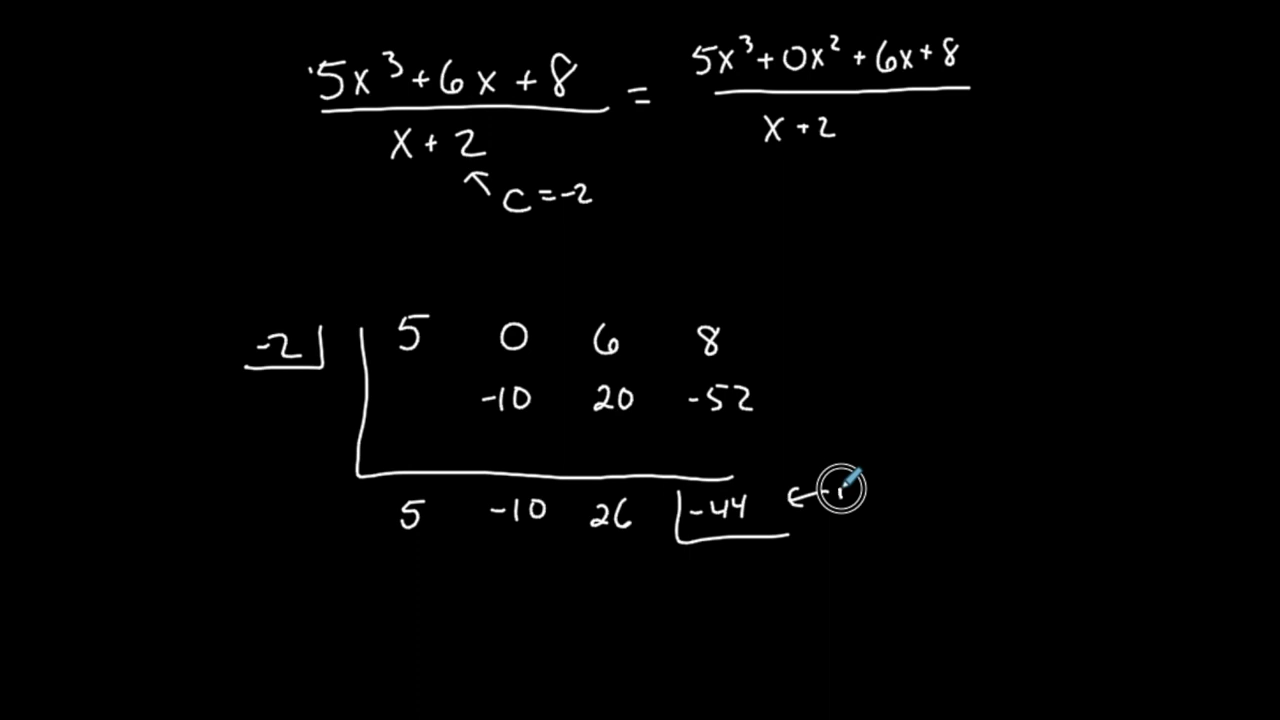 5x³+6x+8 = 5x³+0x²+6x+8
x+2 x+2
c=-2
-2 5 0 6 8
-10 20 -52
5 -10 26 -44 ←